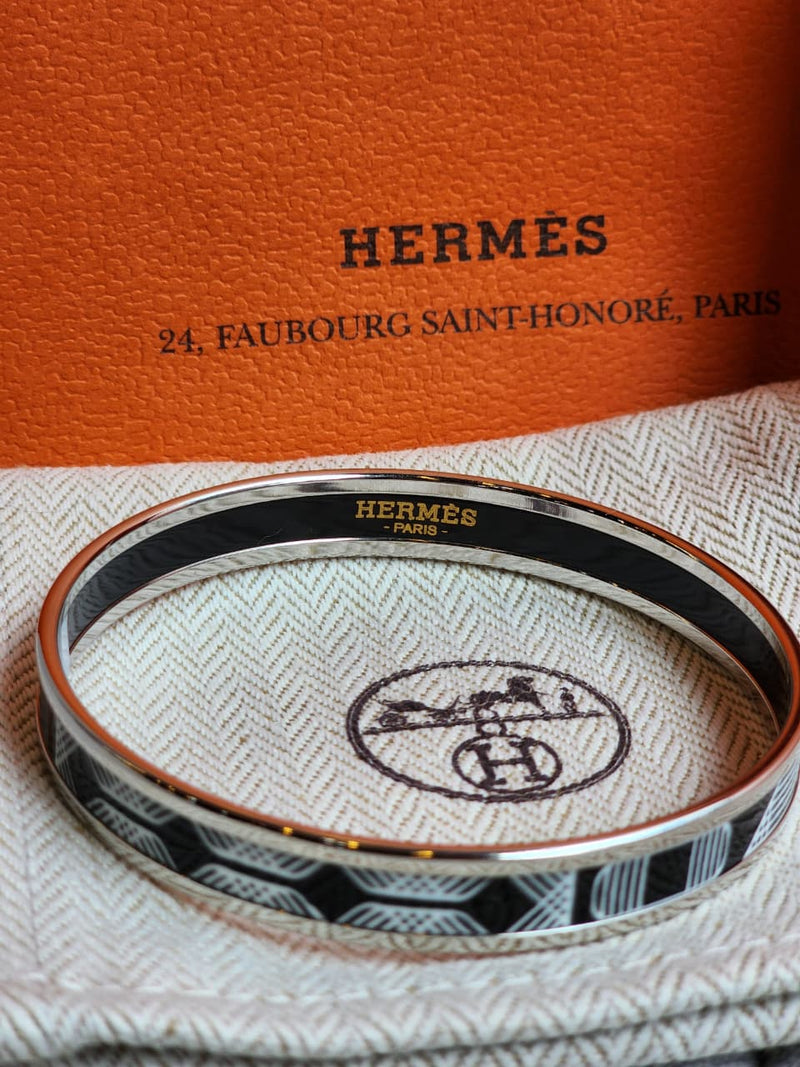 HERMÈS
24, FAUBOURG SAINT-HONORÉ, PARIS
HERMÈS
- PARIS -
H